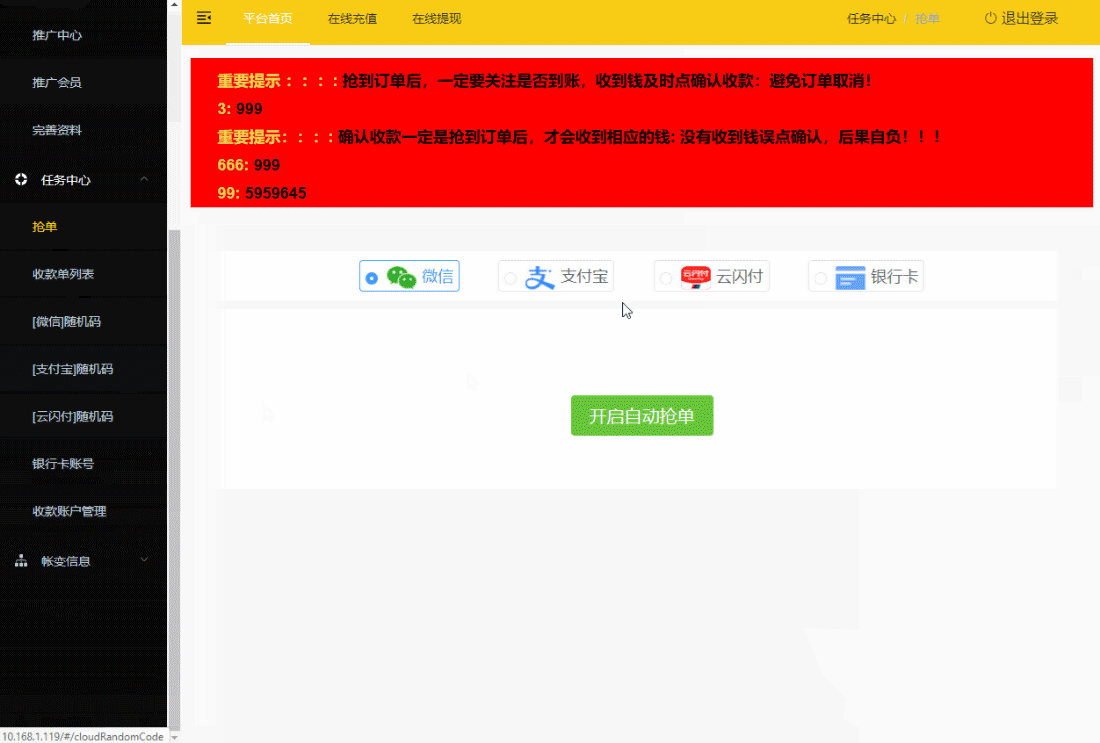 平台首页 在线充值 在线提现 任务中心 / 抢单 退出登录
推广中心
推广会员
完善资料
任务中心
抢单
收款单列表
[微信]随机码
[支付宝]随机码
[云闪付]随机码
银行卡账号
收款账户管理
帐变信息
重要提示：：：：抢到订单后，一定要关注是否到账，收到钱及时点确认收款：避免订单取消！
3: 999
重要提示：：：：确认收款一定是抢到订单后，才会收到相应的钱: 没有收到钱误点确认，后果自负！！！
666: 999
99: 5959645
微信 支付宝 云闪付 云闪付 银行卡
开启自动抢单
10.168.1.119/#/cloudRandomCode